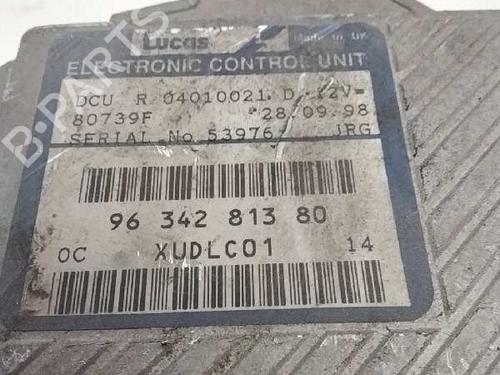 Lucas Made in UK
ELECTRONIC CONTROL UNIT
DCU R 04010021 D 12V=
80739F 28.09.98
SERIAL No 53976 JRG
96 342 813 80
0C XUDLC01 14
B-PARTS